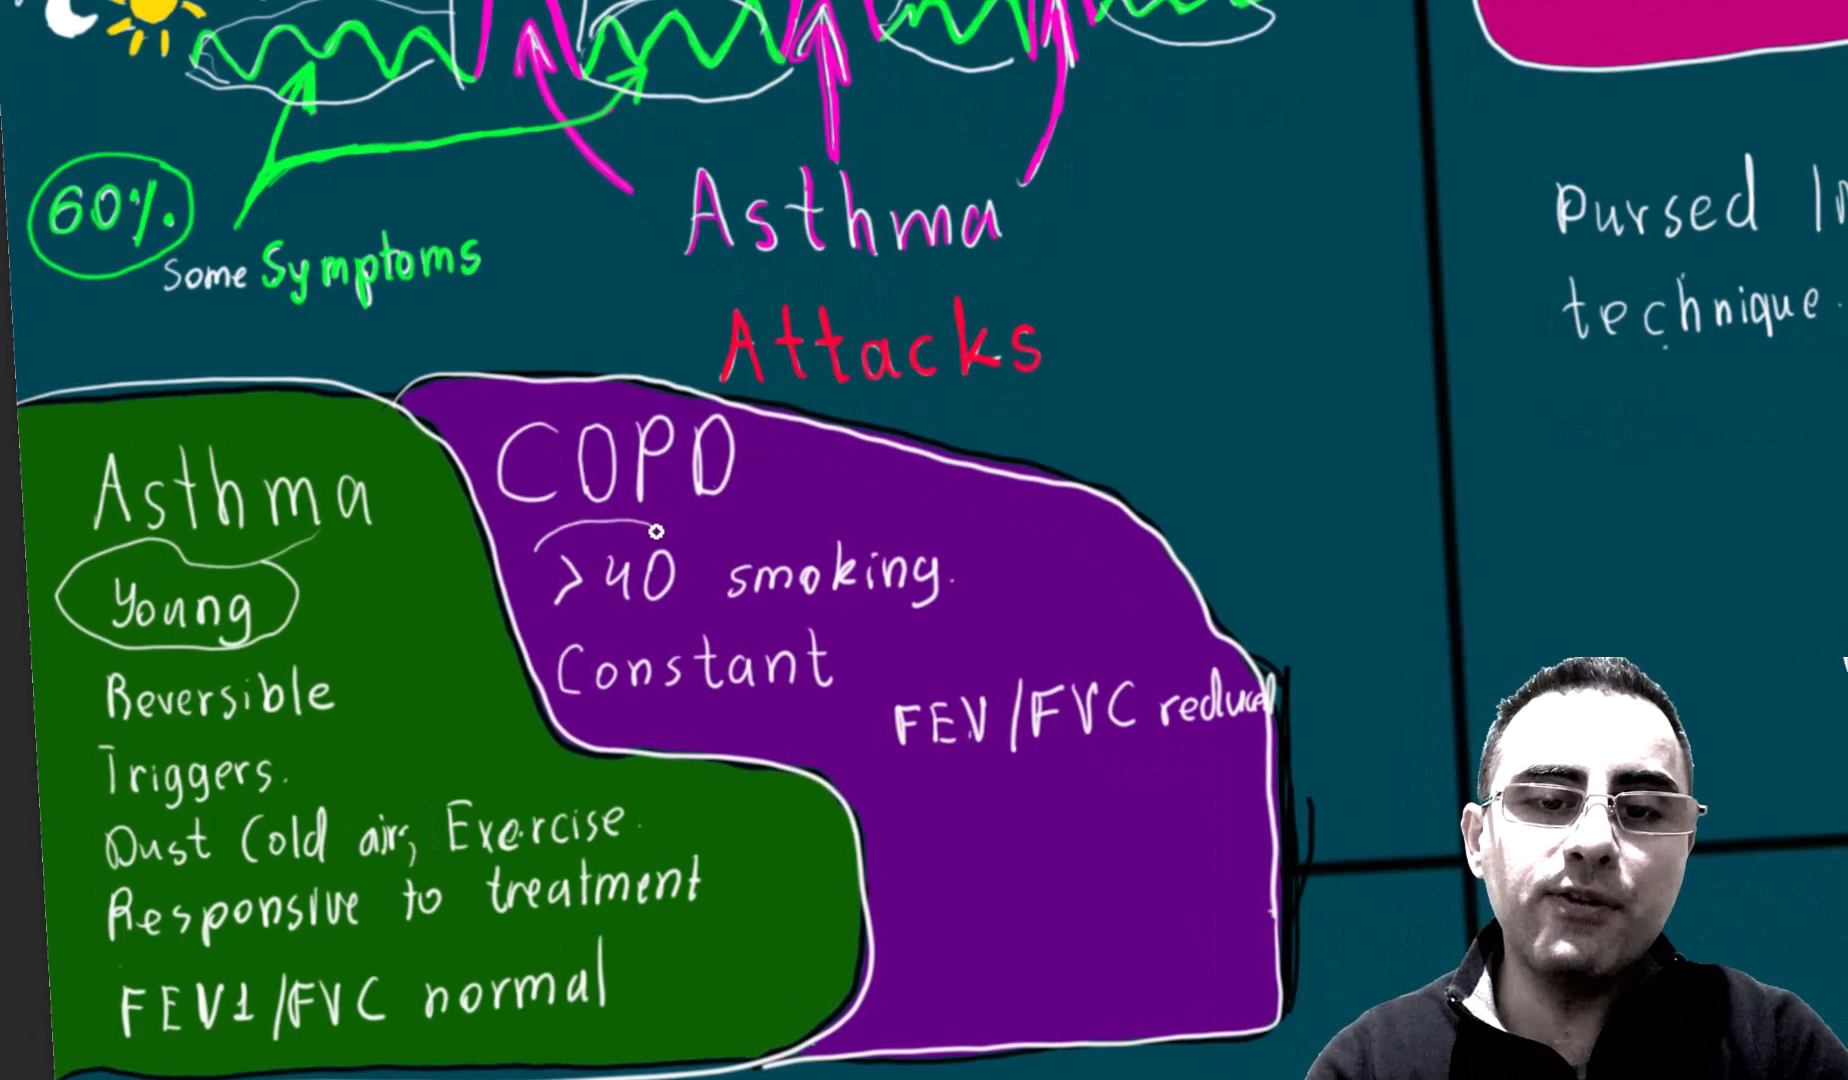 60%.
Some Symptoms
Asthma
Attacks
Pursed
technique.
Asthma
Young
Reversible
Triggers.
Dust Cold air, Exercise.
Responsive to treatment
FEV1/FVC normal
COPD
>40 smoking.
Constant
FEV/FVC reduced